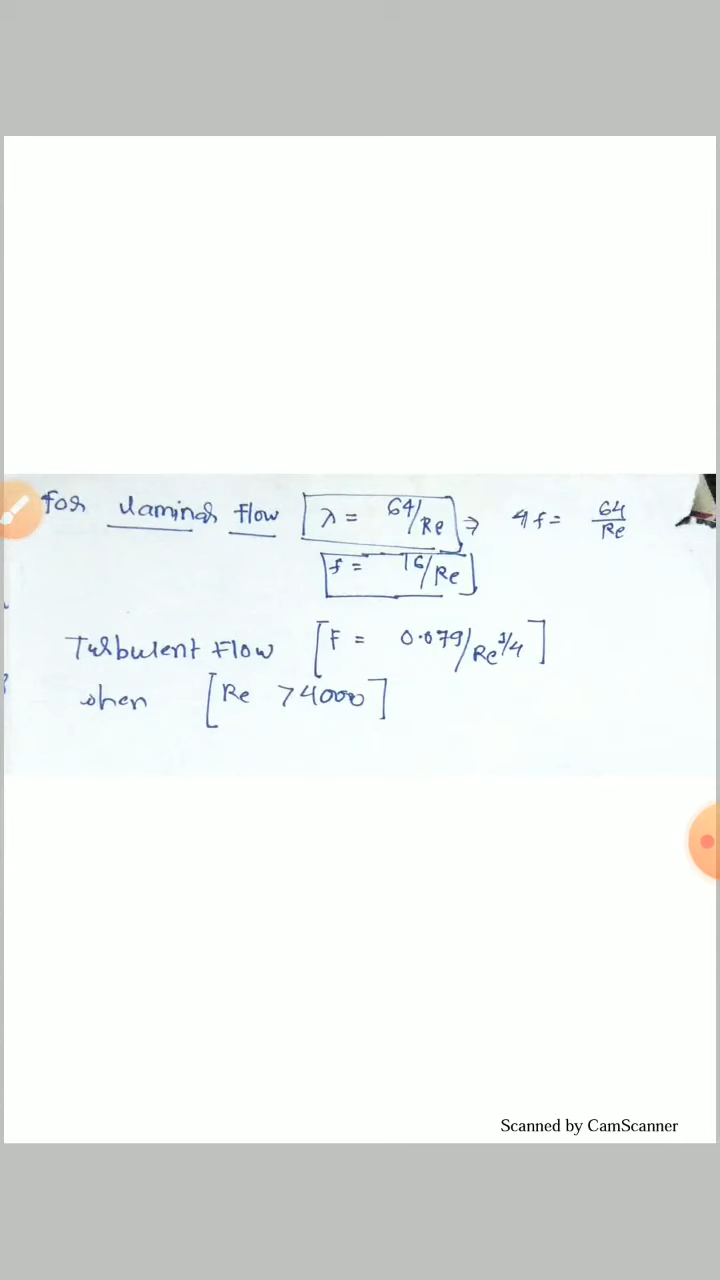 for Laminar flow λ = 64/Re ⇒ 4f = 64/Re
f = 16/Re
Turbulent Flow [F = 0.079/Re^1/4]
when [Re > 4000]
Scanned by CamScanner